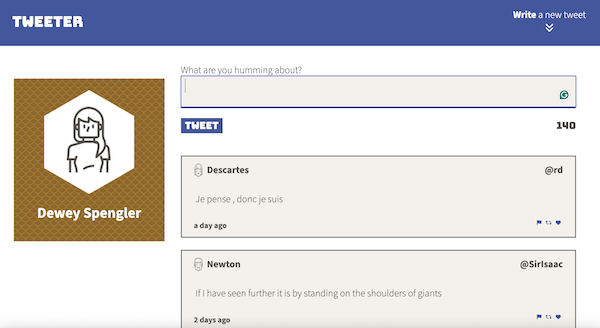 TWEETER
Write a new tweet
What are you humming about?
TWEET
140
Dewey Spengler
Descartes
@rd
Je pense , donc je suis
a day ago
Newton
@SirIsaac
If I have seen further it is by standing on the shoulders of giants
2 days ago